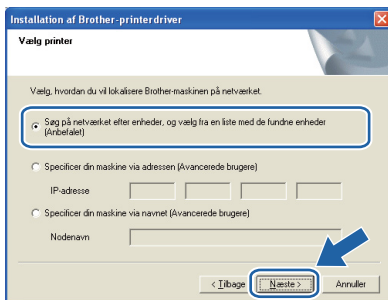 Installation af Brother-printerdriver
Vælg printer
Vælg, hvordan du vil lokalisere Brother-maskinen på netværket.
Søg på netværket efter enheder, og vælg fra en liste med de fundne enheder
(Anbefalet)
Specificer din maskine via adressen (Avancerede brugere)
IP-adresse
Specificer din maskine via navnet (Avancerede brugere)
Nodenavn
< Tilbage Næste > Annuller